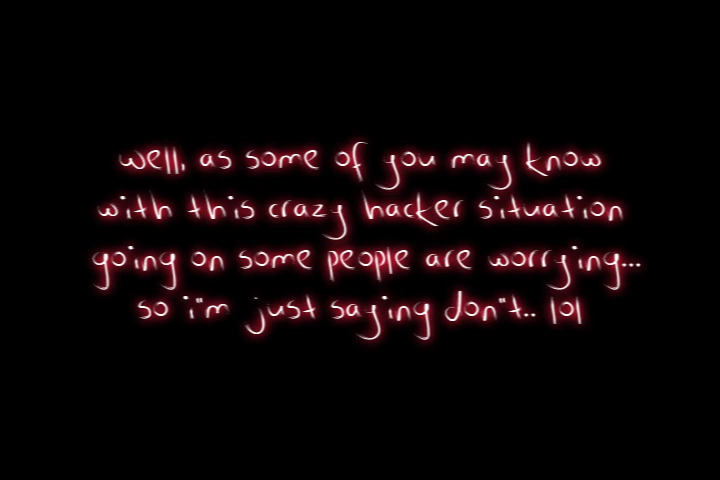 well, as some of you may know
with this crazy hacker situation
going on some people are worrying...
so i"m just saying don"t.. lol